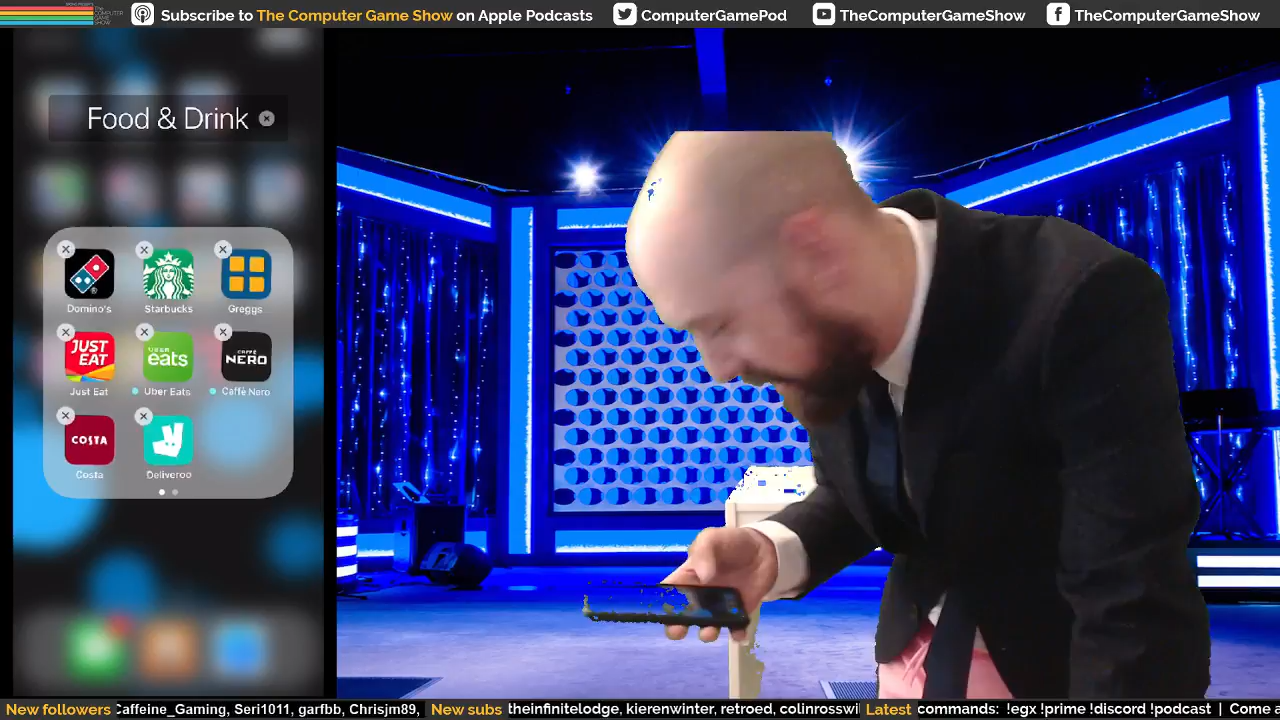 Subscribe to The Computer Game Show on Apple Podcasts
ComputerGamePod
TheComputerGameShow
TheComputerGameShow
Food & Drink
Domino's
Starbucks
Greggs
JUST EAT
Just Eat
UBER eats
Uber Eats
CAFFÈ NERO
Caffè Nero
COSTA
Costa
Deliveroo
New followers
Caffeine_Gaming, Seri1011, garfbb, Chrisjm89,
New subs
theinfinitelodge, kierenwinter, retroed, colinrosswil
Latest
commands: !egx !prime !discord !podcast | Come a